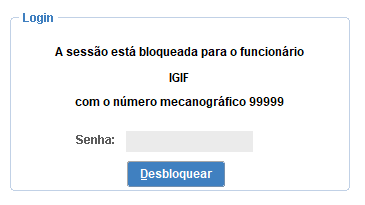 Login
A sessão está bloqueada para o funcionário
IGIF
com o número mecanográfico 99999
Senha:
Desbloquear